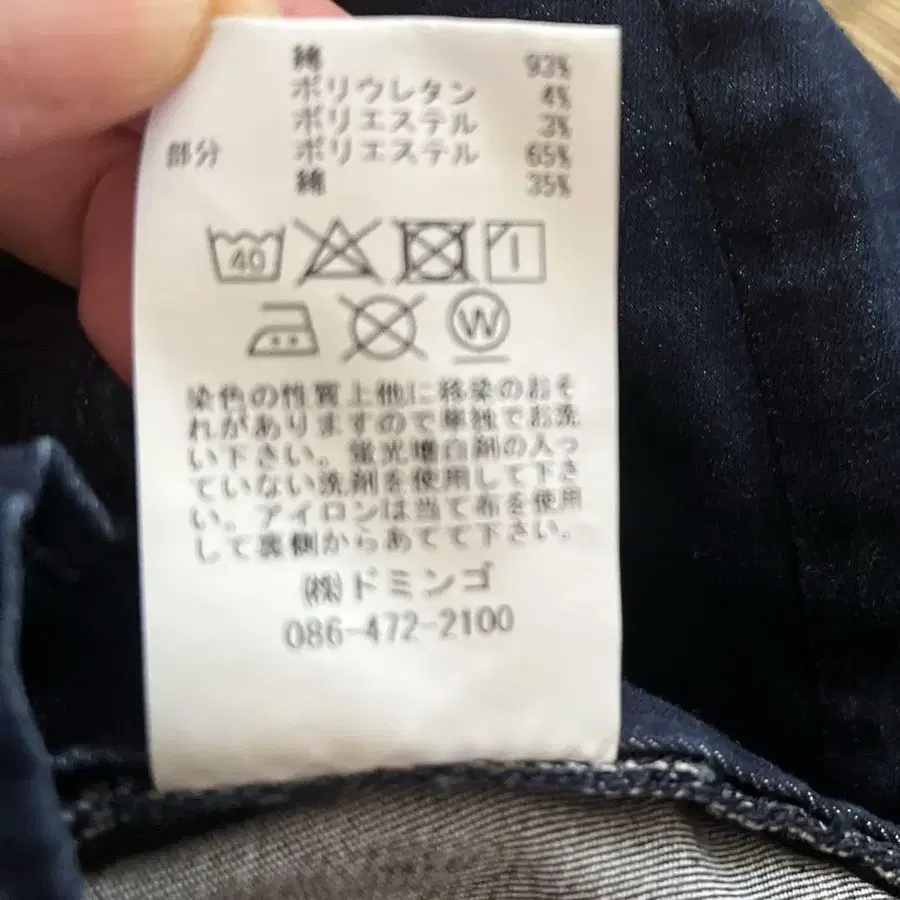 綿 93%
ポリウレタン 4%
ポリエステル 3%
部分 ポリエステル 65%
綿 35%
40
W
染色の性質上他に移染のおそ
れがありますので単独でお洗
い下さい。蛍光増白剤の入っ
ていない洗剤を使用して下さ
い。アイロンは当て布を使用
して裏側からあてて下さい。
㈱ドミンゴ
086-472-2100